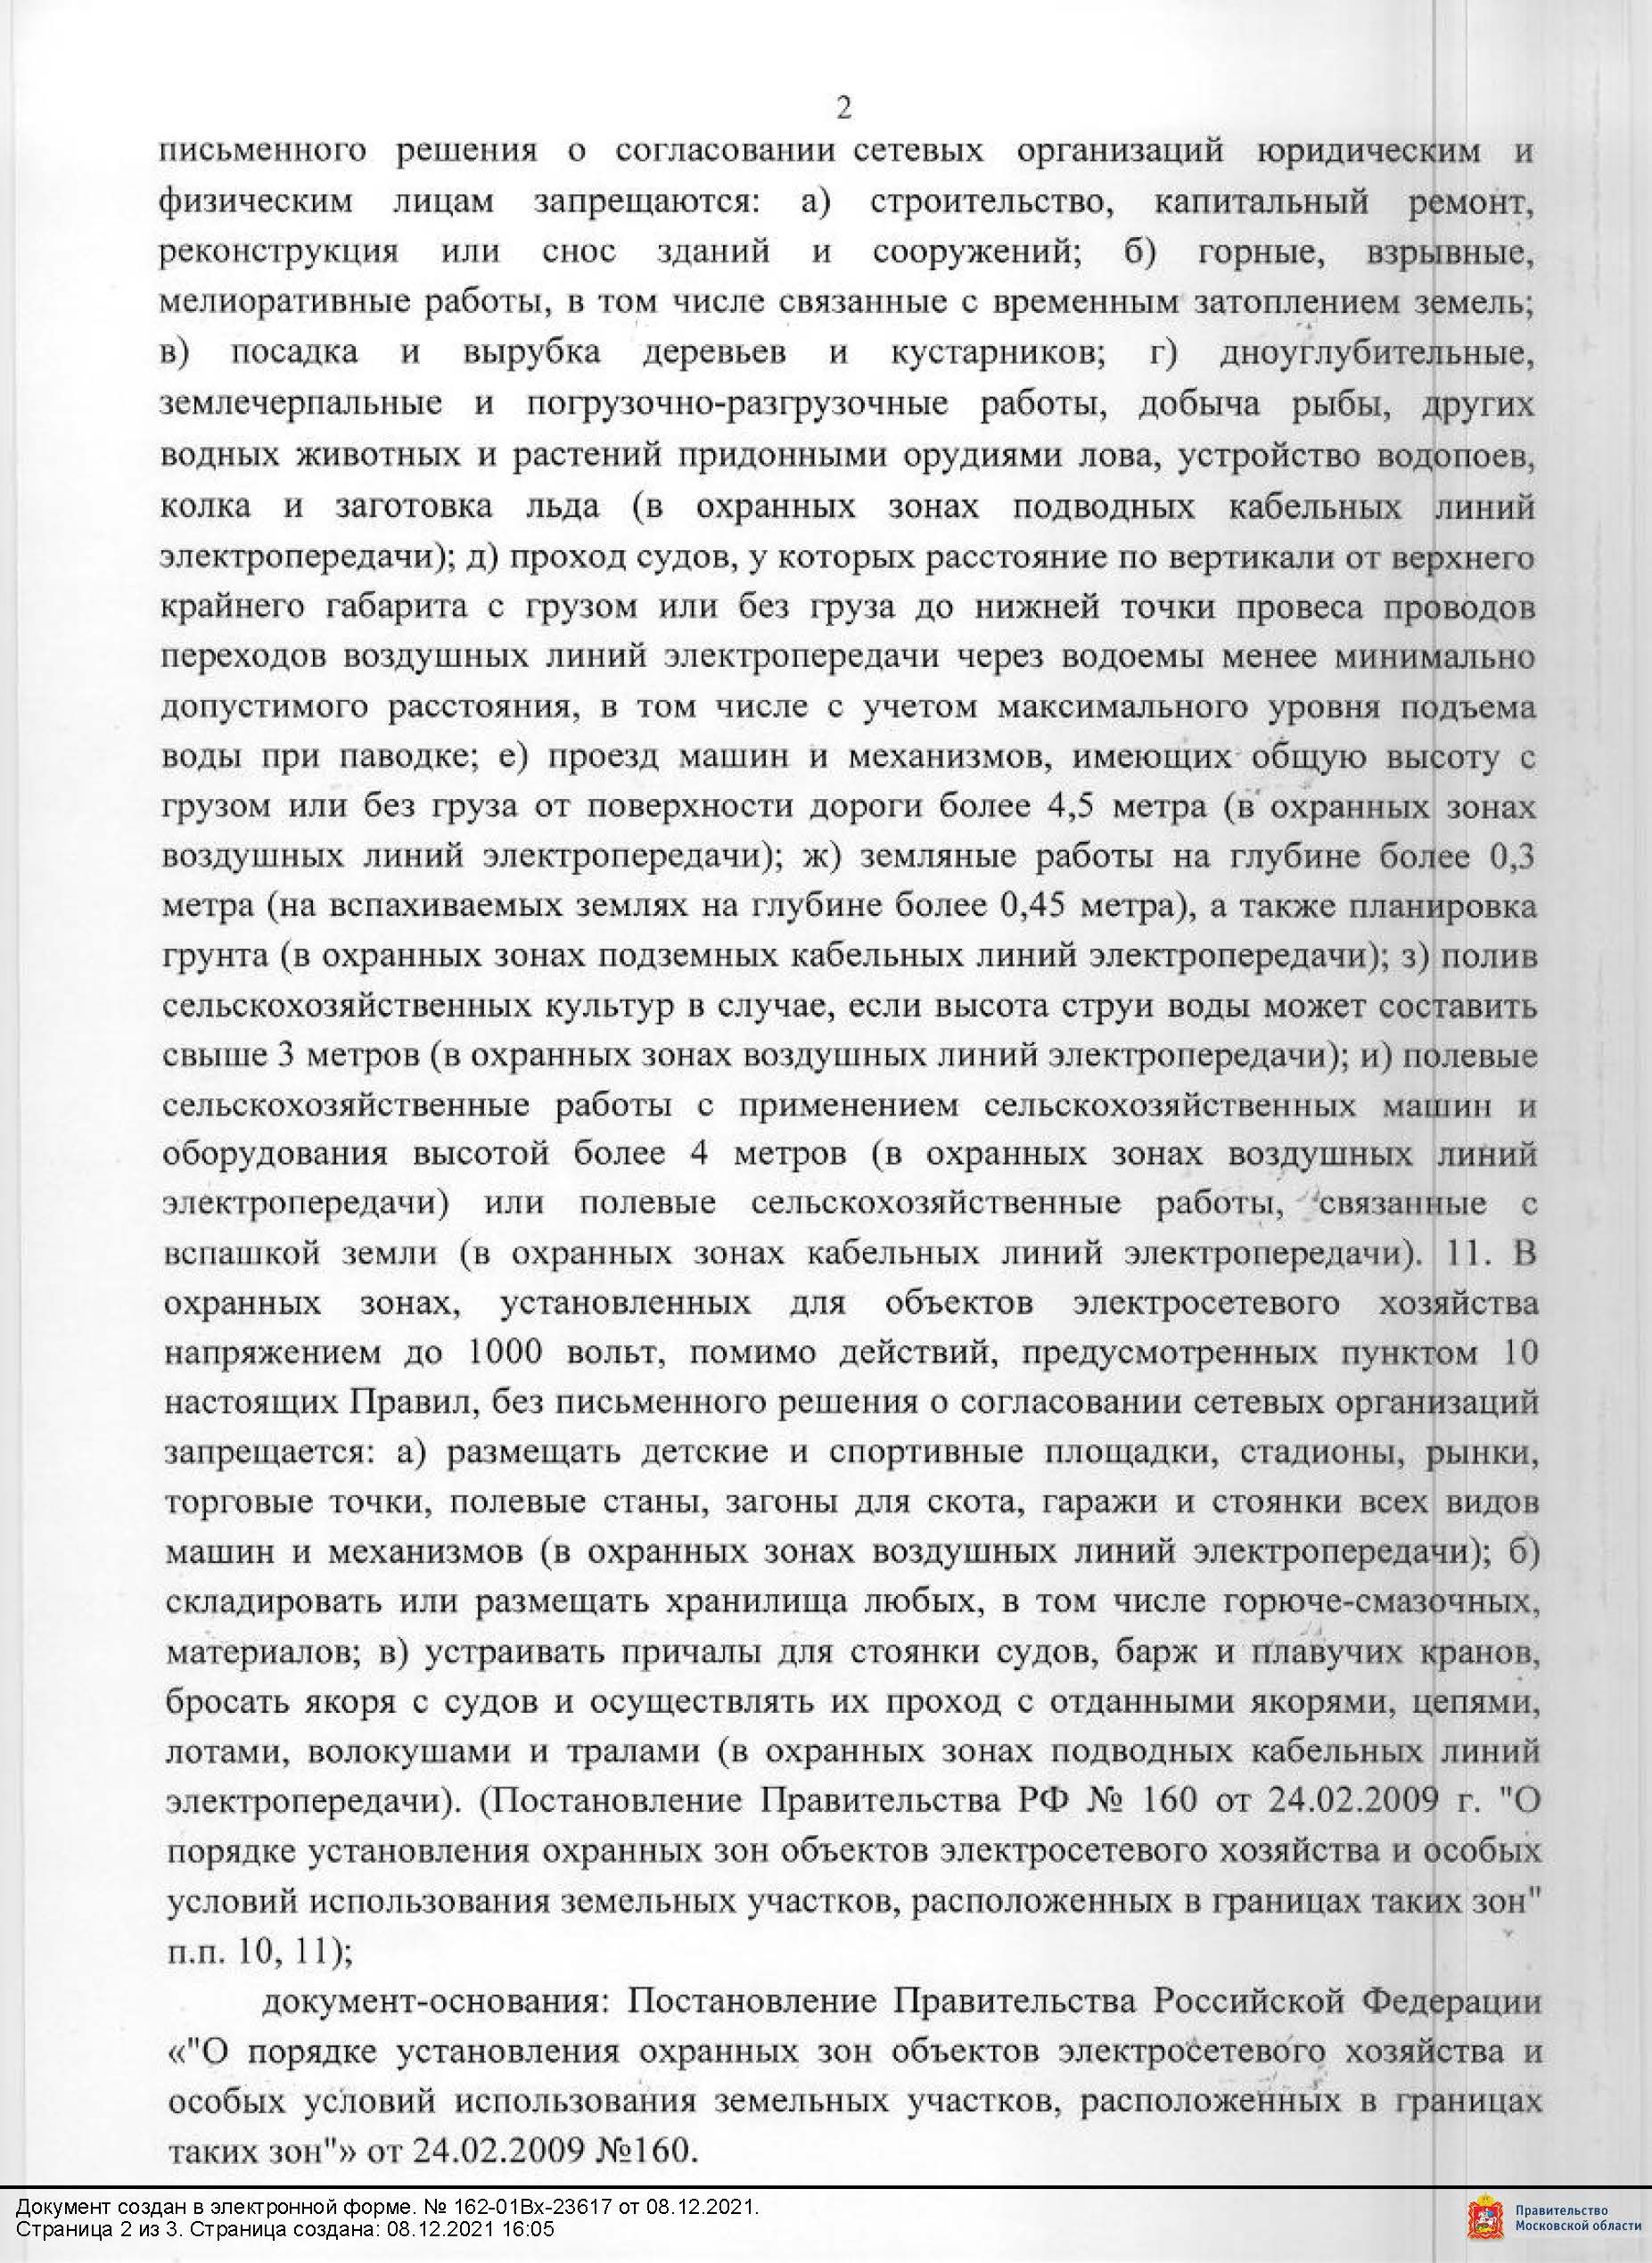 2
письменного решения о согласовании сетевых организаций юридическим и
физическим лицам запрещаются: а) строительство, капитальный ремонт,
реконструкция или снос зданий и сооружений; б) горные, взрывные,
мелиоративные работы, в том числе связанные с временным затоплением земель;
в) посадка и вырубка деревьев и кустарников; г) дноуглубительные,
землечерпальные и погрузочно-разгрузочные работы, добыча рыбы, других
водных животных и растений придонными орудиями лова, устройство водопоев,
колка и заготовка льда (в охранных зонах подводных кабельных линий
электропередачи); д) проход судов, у которых расстояние по вертикали от верхнего
крайнего габарита с грузом или без груза до нижней точки провеса проводов
переходов воздушных линий электропередачи через водоемы менее минимально
допустимого расстояния, в том числе с учетом максимального уровня подъема
воды при паводке; е) проезд машин и механизмов, имеющих общую высоту с
грузом или без груза от поверхности дороги более 4,5 метра (в охранных зонах
воздушных линий электропередачи); ж) земляные работы на глубине более 0,3
метра (на вспахиваемых землях на глубине более 0,45 метра), а также планировка
грунта (в охранных зонах подземных кабельных линий электропередачи); з) полив
сельскохозяйственных культур в случае, если высота струи воды может составить
свыше 3 метров (в охранных зонах воздушных линий электропередачи); и) полевые
сельскохозяйственные работы с применением сельскохозяйственных машин и
оборудования высотой более 4 метров (в охранных зонах воздушных линий
электропередачи) или полевые сельскохозяйственные работы, связанные с
вспашкой земли (в охранных зонах кабельных линий электропередачи). 11. В
охранных зонах, установленных для объектов электросетевого хозяйства
напряжением до 1000 вольт, помимо действий, предусмотренных пунктом 10
настоящих Правил, без письменного решения о согласовании сетевых организаций
запрещается: а) размещать детские и спортивные площадки, стадионы, рынки,
торговые точки, полевые станы, загоны для скота, гаражи и стоянки всех видов
машин и механизмов (в охранных зонах воздушных линий электропередачи); б)
складировать или размещать хранилища любых, в том числе горюче-смазочных,
материалов; в) устраивать причалы для стоянки судов, барж и плавучих кранов,
бросать якоря с судов и осуществлять их проход с отданными якорями, цепями,
лотами, волокушами и тралами (в охранных зонах подводных кабельных линий
электропередачи). (Постановление Правительства РФ № 160 от 24.02.2009 г. "О
порядке установления охранных зон объектов электросетевого хозяйства и особых
условий использования земельных участков, расположенных в границах таких зон"
п.п. 10, 11);
документ-основания: Постановление Правительства Российской Федерации
«"О порядке установления охранных зон объектов электросетевого хозяйства и
особых условий использования земельных участков, расположенных в границах
таких зон"» от 24.02.2009 №160.
Документ создан в электронной форме. № 162-01Вх-23617 от 08.12.2021.
Страница 2 из 3. Страница создана: 08.12.2021 16:05
Правительство
Московской области